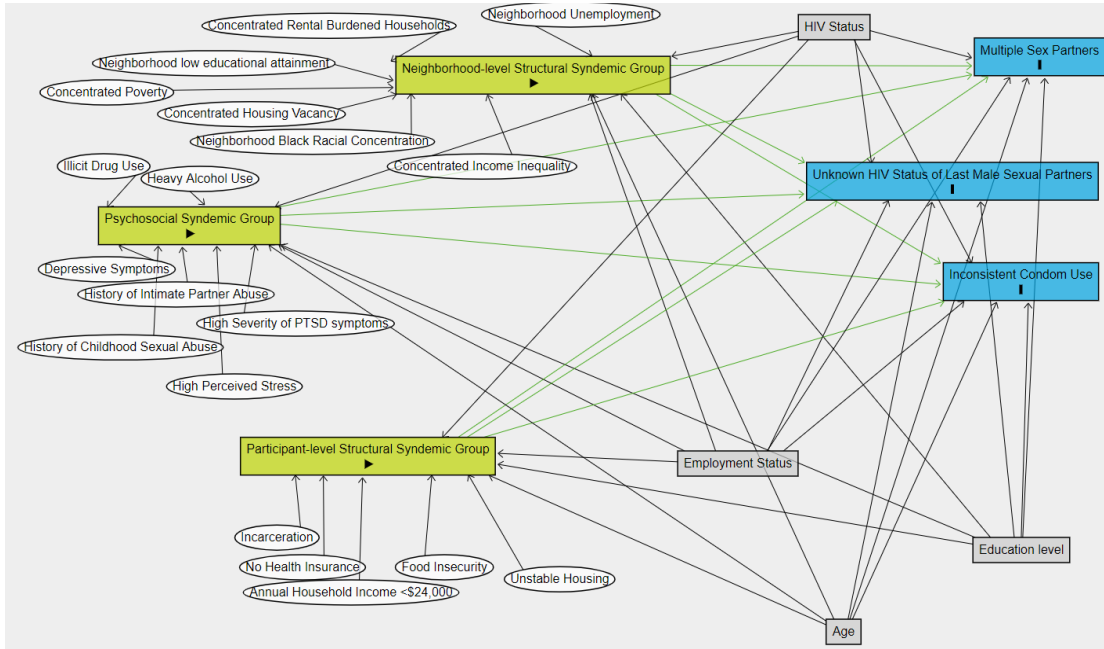 Neighborhood Unemployment
Concentrated Rental Burdened Households
HIV Status
Multiple Sex Partners
Neighborhood low educational attainment
Neighborhood-level Structural Syndemic Group
Concentrated Poverty
Concentrated Housing Vacancy
Neighborhood Black Racial Concentration
Illicit Drug Use
Concentrated Income Inequality
Heavy Alcohol Use
Unknown HIV Status of Last Male Sexual Partners
Psychosocial Syndemic Group
Depressive Symptoms
Inconsistent Condom Use
History of Intimate Partner Abuse
High Severity of PTSD symptoms
History of Childhood Sexual Abuse
High Perceived Stress
Participant-level Structural Syndemic Group
Employment Status
Incarceration
Education level
No Health Insurance
Food Insecurity
Unstable Housing
Annual Household Income <$24,000
Age